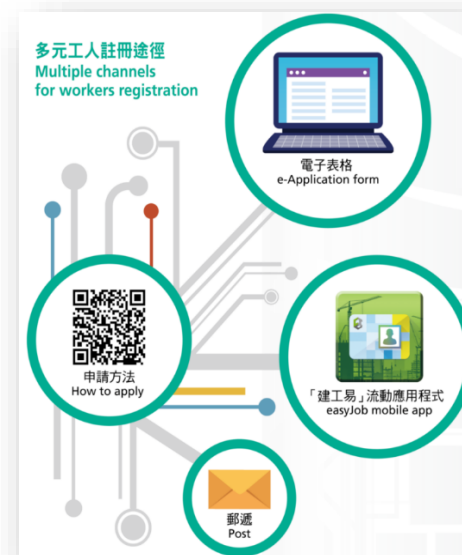 多元工人註冊途徑
Multiple channels
for workers registration
電子表格
e-Application form
申請方法
How to apply
「建工易」流動應用程式
easyJob mobile app
郵遞
Post